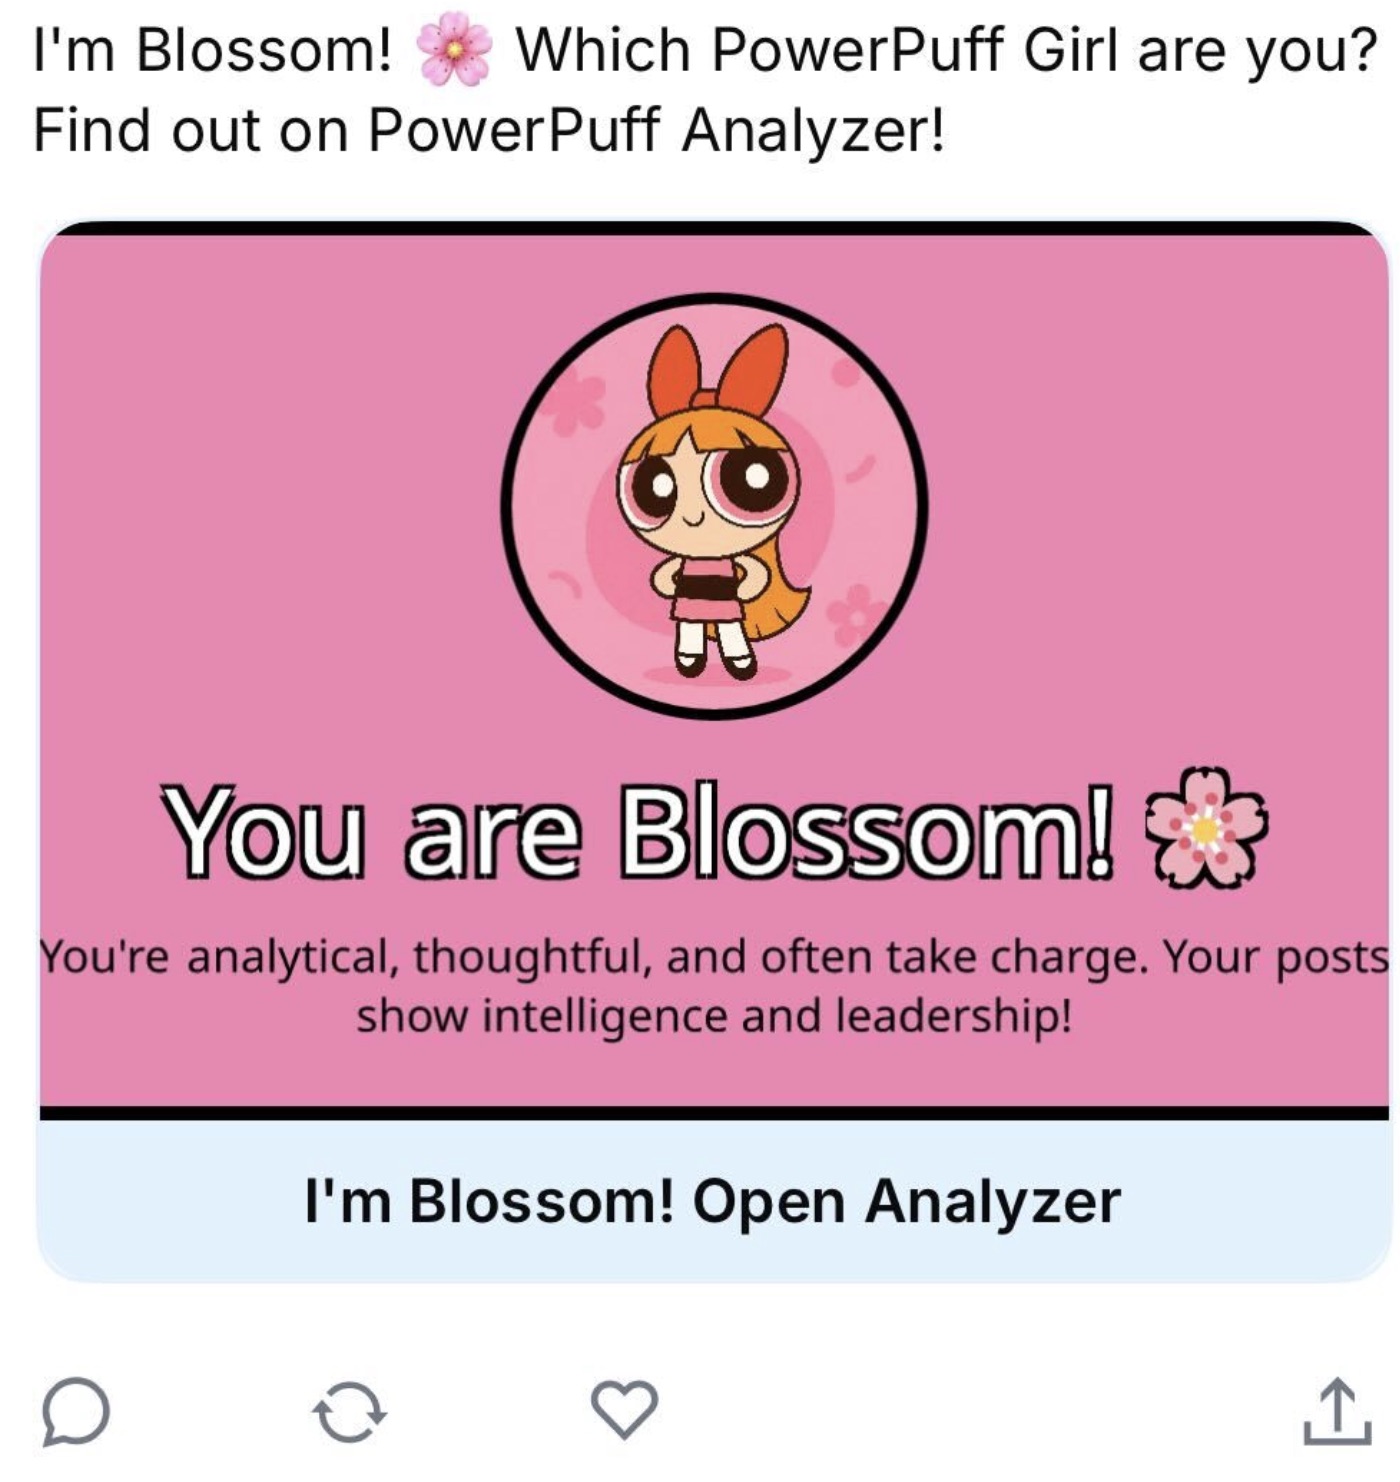 I'm Blossom! 🌸 Which PowerPuff Girl are you?
Find out on PowerPuff Analyzer!
You are Blossom! 🌸
You're analytical, thoughtful, and often take charge. Your posts
show intelligence and leadership!
I'm Blossom! Open Analyzer